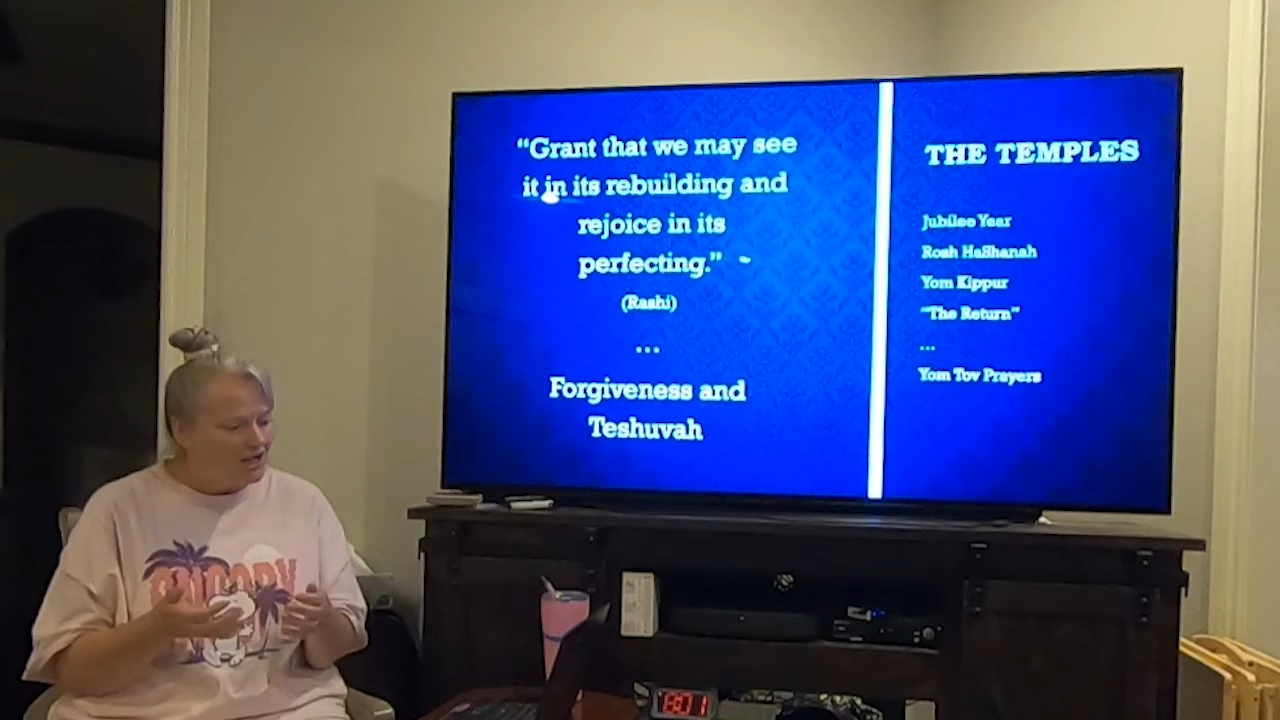 “Grant that we may see
it in its rebuilding and
rejoice in its
perfecting.” ~
(Rashi)
...
Forgiveness and
Teshuvah
THE TEMPLES
Jubilee Year
Rosh HaShanah
Yom Kippur
“The Return”
...
Yom Tov Prayers
SNOOPY